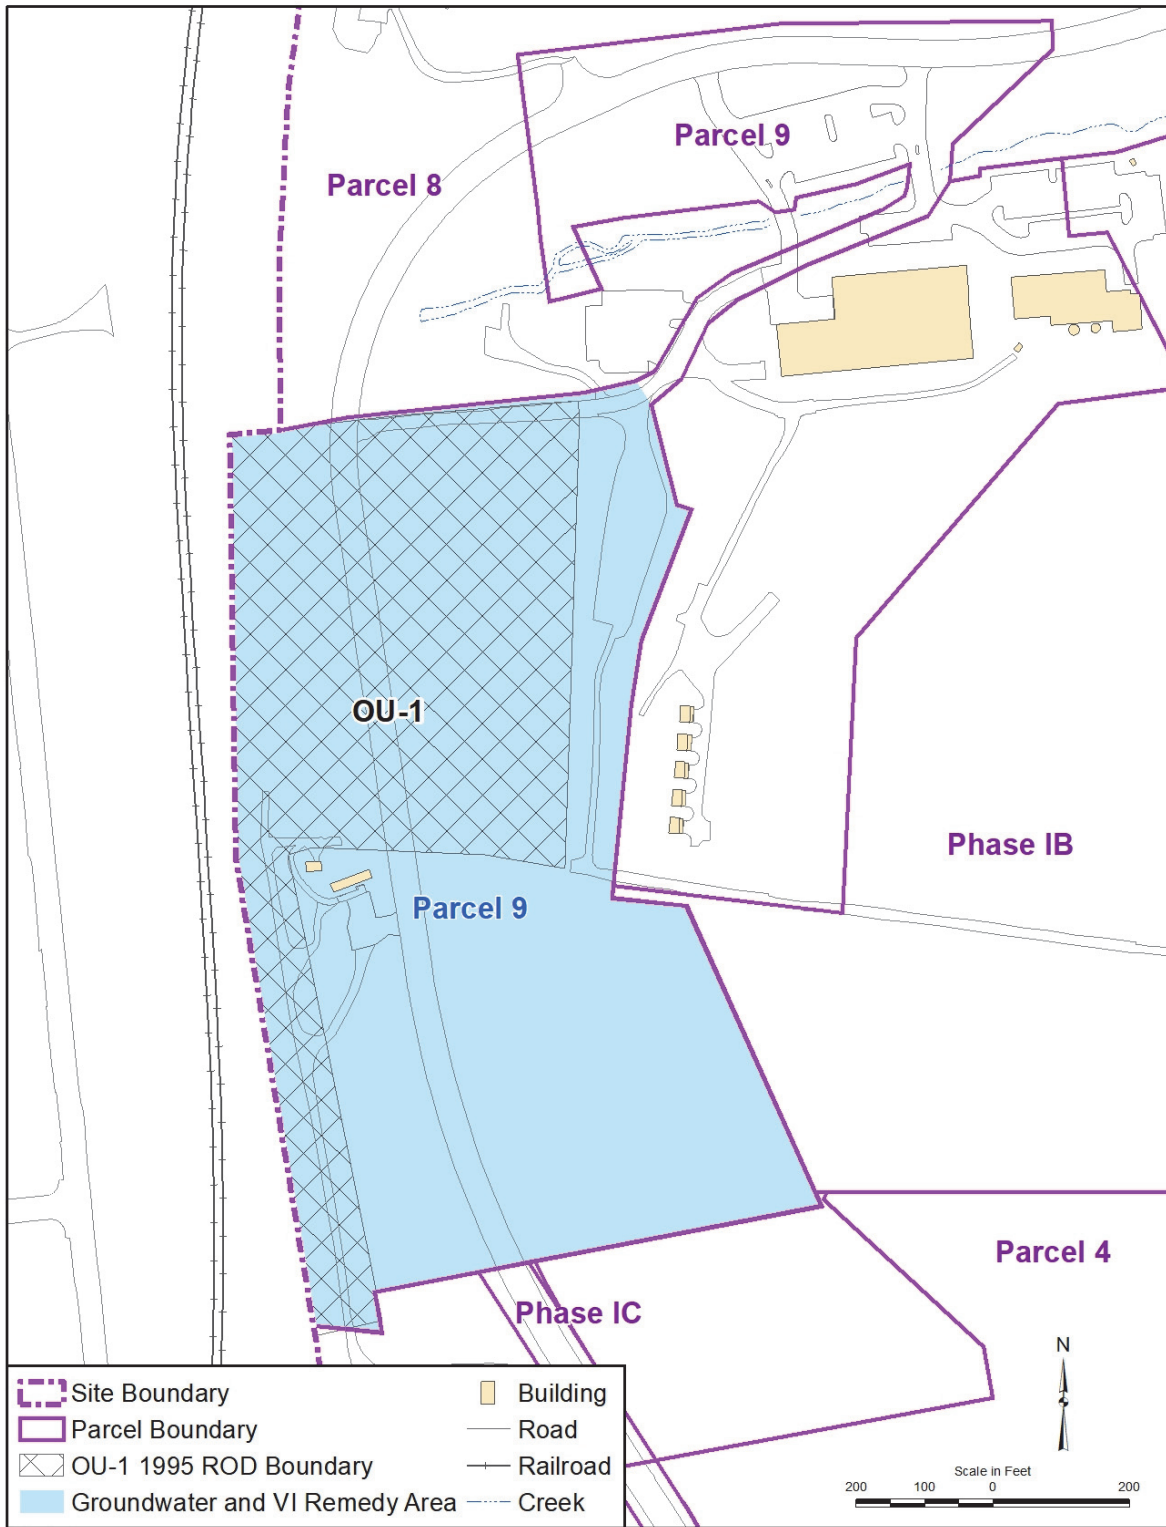 Parcel 9
Parcel 8
OU-1
Phase IB
Parcel 9
Parcel 4
Phase IC
N
Site Boundary
Parcel Boundary
OU-1 1995 ROD Boundary
Groundwater and VI Remedy Area
Building
Road
Railroad
Creek
Scale in Feet
200 100 0 200